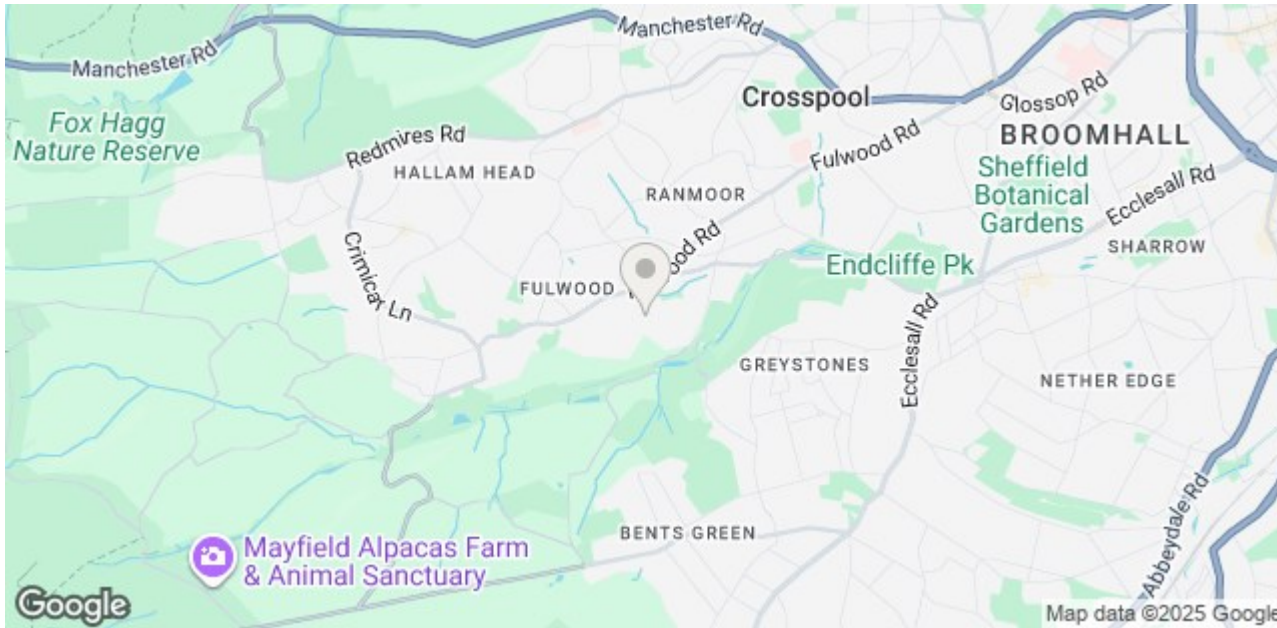 Manchester Rd
Manchester Rd
Crosspool
Glossop Rd
BROOMHALL
Fox Hagg
Nature Reserve
Redmires Rd
HALLAM HEAD
Fulwood Rd
RANMOOR
Sheffield
Botanical
Gardens
Ecclesall Rd
SHARROW
Crimicar Ln
FULWOOD
ood Rd
Endcliffe Pk
GREYSTONES
Ecclesall Rd
NETHER EDGE
BENTS GREEN
Abbeydale Rd
Mayfield Alpacas Farm
& Animal Sanctuary
Google
Map data ©2025 Google